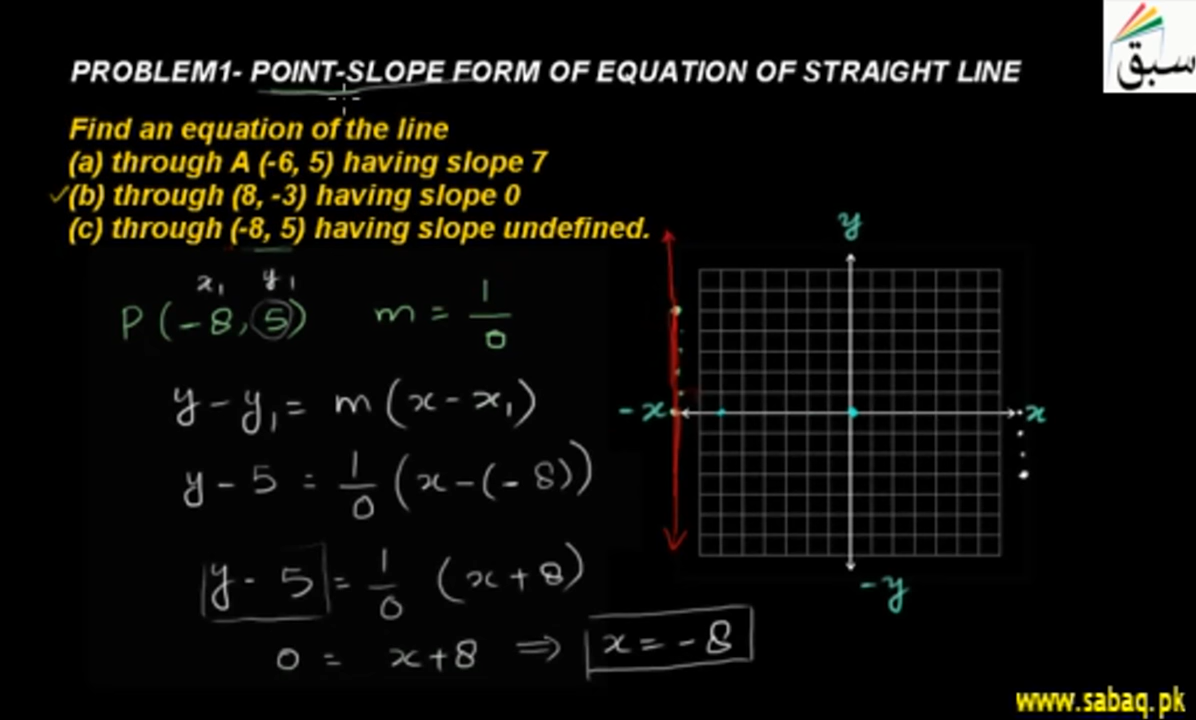 سبق
PROBLEM1- POINT-SLOPE FORM OF EQUATION OF STRAIGHT LINE
Find an equation of the line
(a) through A (-6, 5) having slope 7
(b) through (8, -3) having slope 0
(c) through (-8, 5) having slope undefined.
x₁ y₁
P (-8, 5) m = 1/0
y - y₁ = m (x - x₁)
y - 5 = 1/0 (x - (- 8))
y - 5 = 1/0 (x + 8)
0 = x + 8 ⇒ x = - 8
y
- x x
- y
www.sabaq.pk